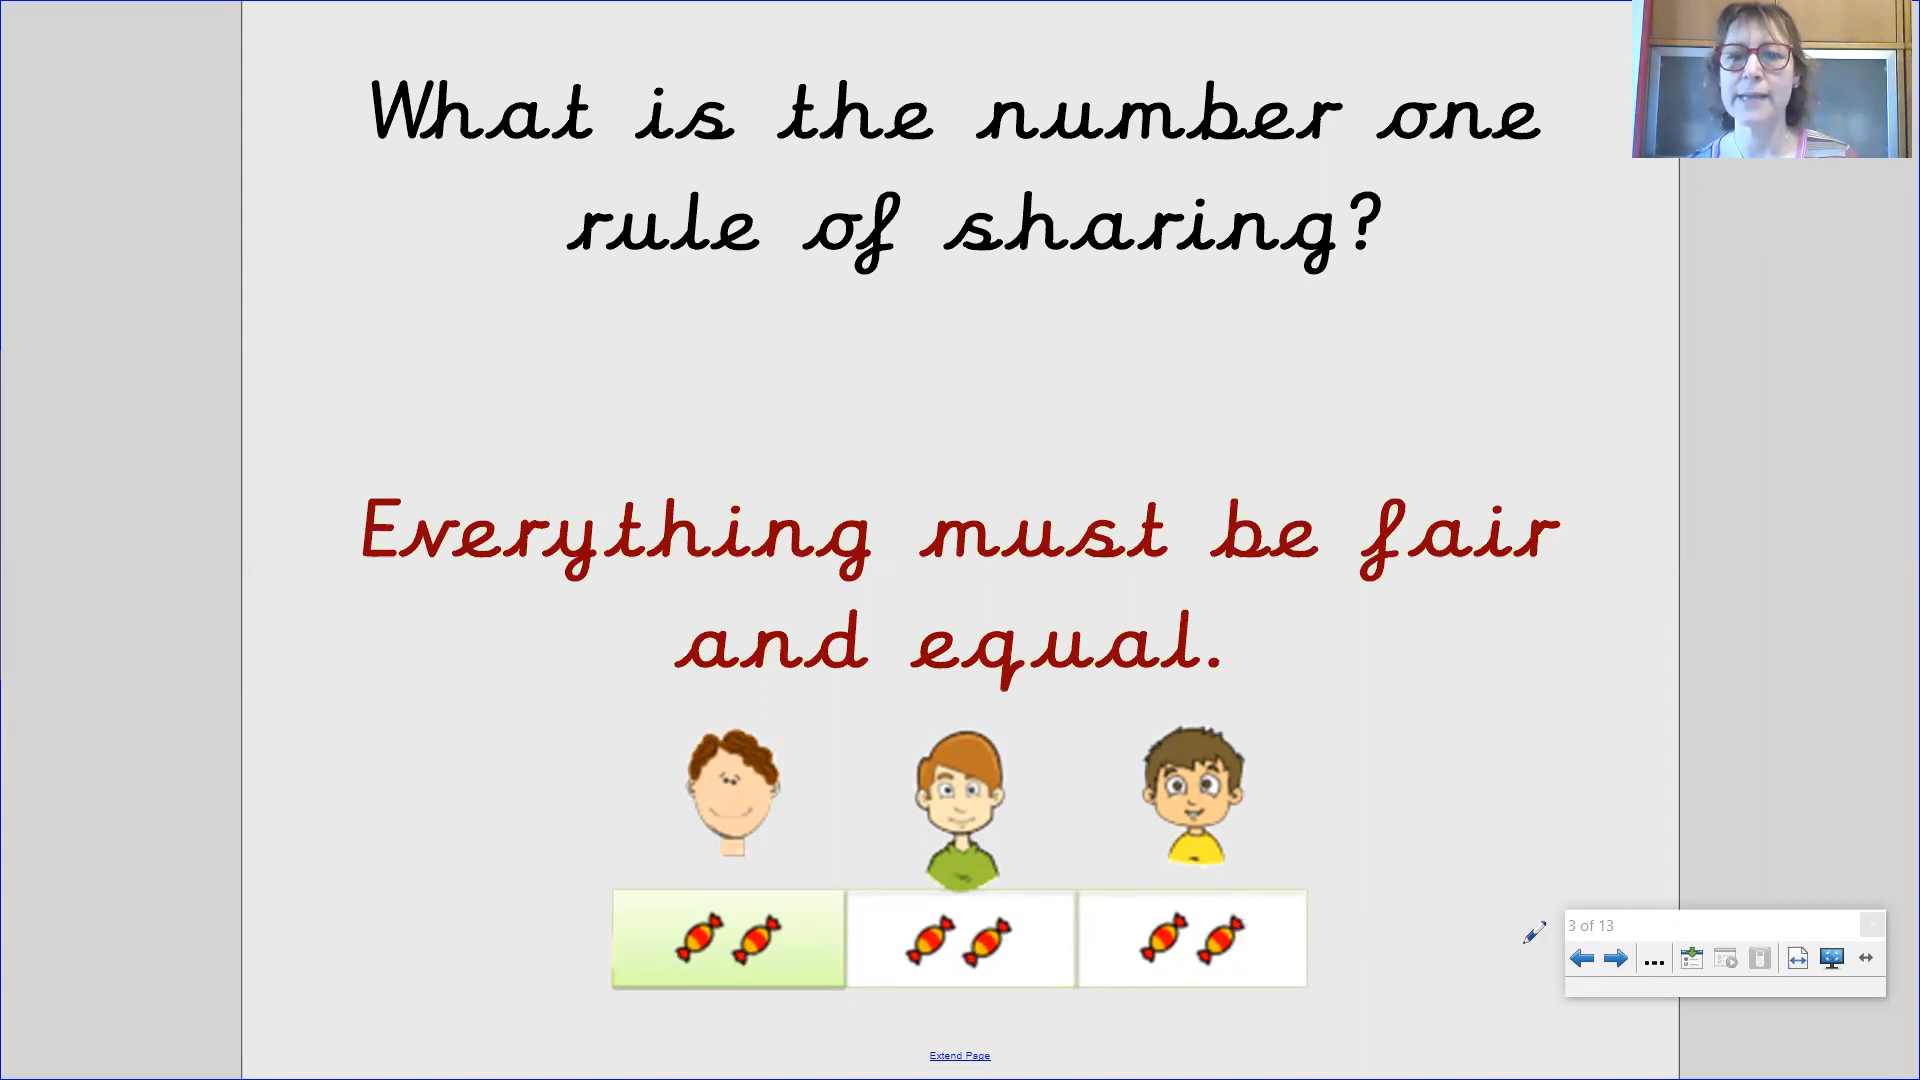 What is the number one
rule of sharing?
Everything must be fair
and equal.
3 of 13
Extend Page